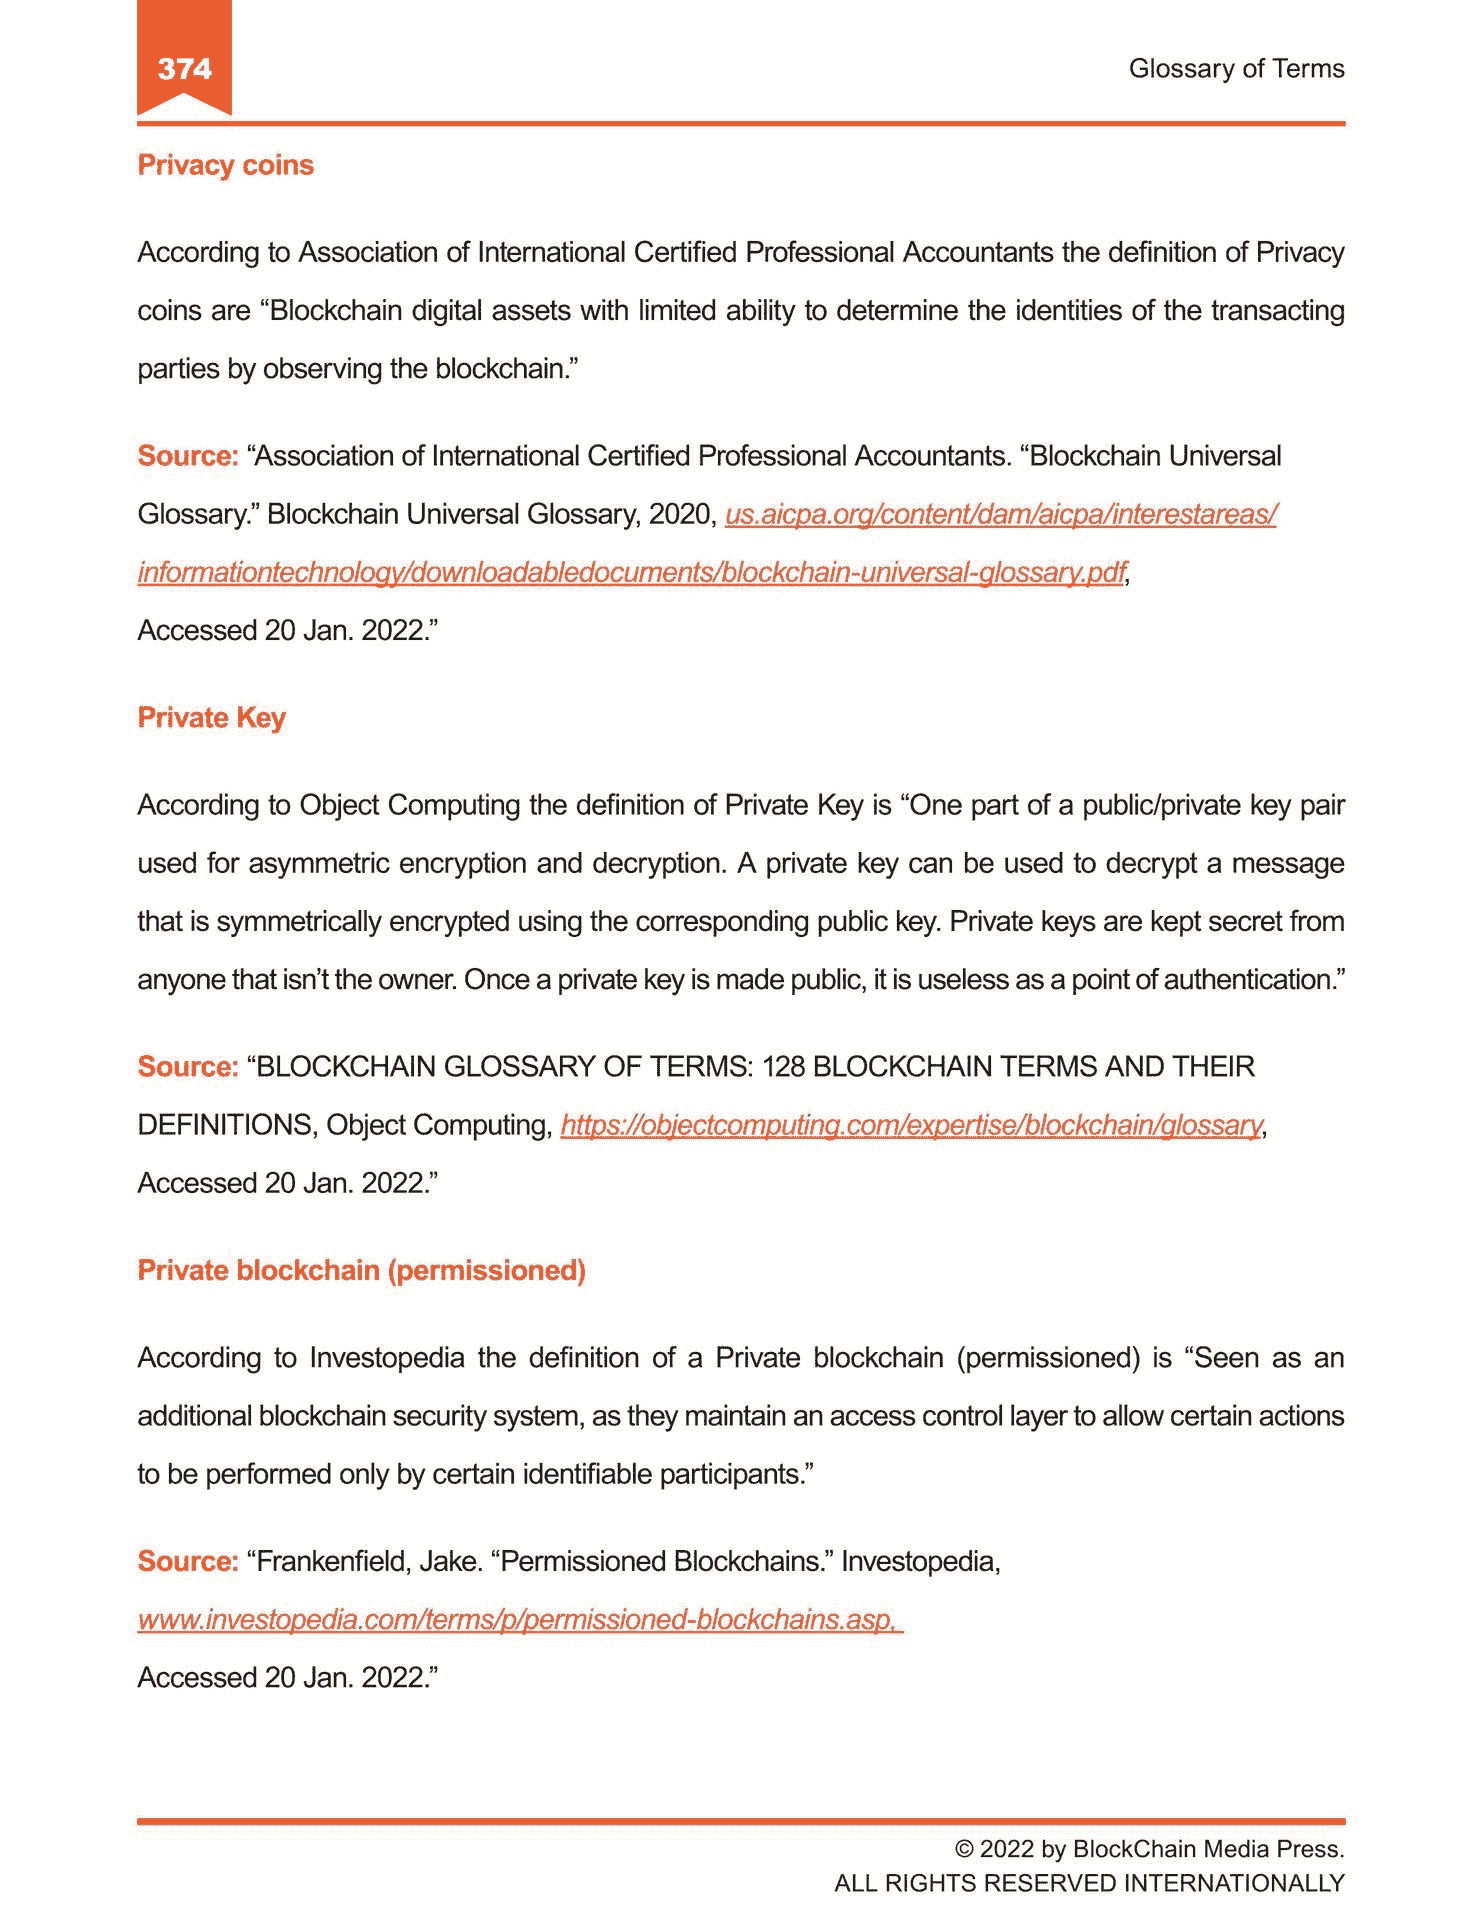 374
Glossary of Terms
Privacy coins
According to Association of International Certified Professional Accountants the definition of Privacy
coins are “Blockchain digital assets with limited ability to determine the identities of the transacting
parties by observing the blockchain.”
Source: “Association of International Certified Professional Accountants. “Blockchain Universal
Glossary.” Blockchain Universal Glossary, 2020, us.aicpa.org/content/dam/aicpa/interestareas/
informationtechnology/downloadabledocuments/blockchain-universal-glossary.pdf,
Accessed 20 Jan. 2022.”
Private Key
According to Object Computing the definition of Private Key is “One part of a public/private key pair
used for asymmetric encryption and decryption. A private key can be used to decrypt a message
that is symmetrically encrypted using the corresponding public key. Private keys are kept secret from
anyone that isn’t the owner. Once a private key is made public, it is useless as a point of authentication.”
Source: “BLOCKCHAIN GLOSSARY OF TERMS: 128 BLOCKCHAIN TERMS AND THEIR
DEFINITIONS, Object Computing, https://objectcomputing.com/expertise/blockchain/glossary,
Accessed 20 Jan. 2022.”
Private blockchain (permissioned)
According to Investopedia the definition of a Private blockchain (permissioned) is “Seen as an
additional blockchain security system, as they maintain an access control layer to allow certain actions
to be performed only by certain identifiable participants.”
Source: “Frankenfield, Jake. “Permissioned Blockchains.” Investopedia,
www.investopedia.com/terms/p/permissioned-blockchains.asp,
Accessed 20 Jan. 2022.”
© 2022 by BlockChain Media Press.
ALL RIGHTS RESERVED INTERNATIONALLY